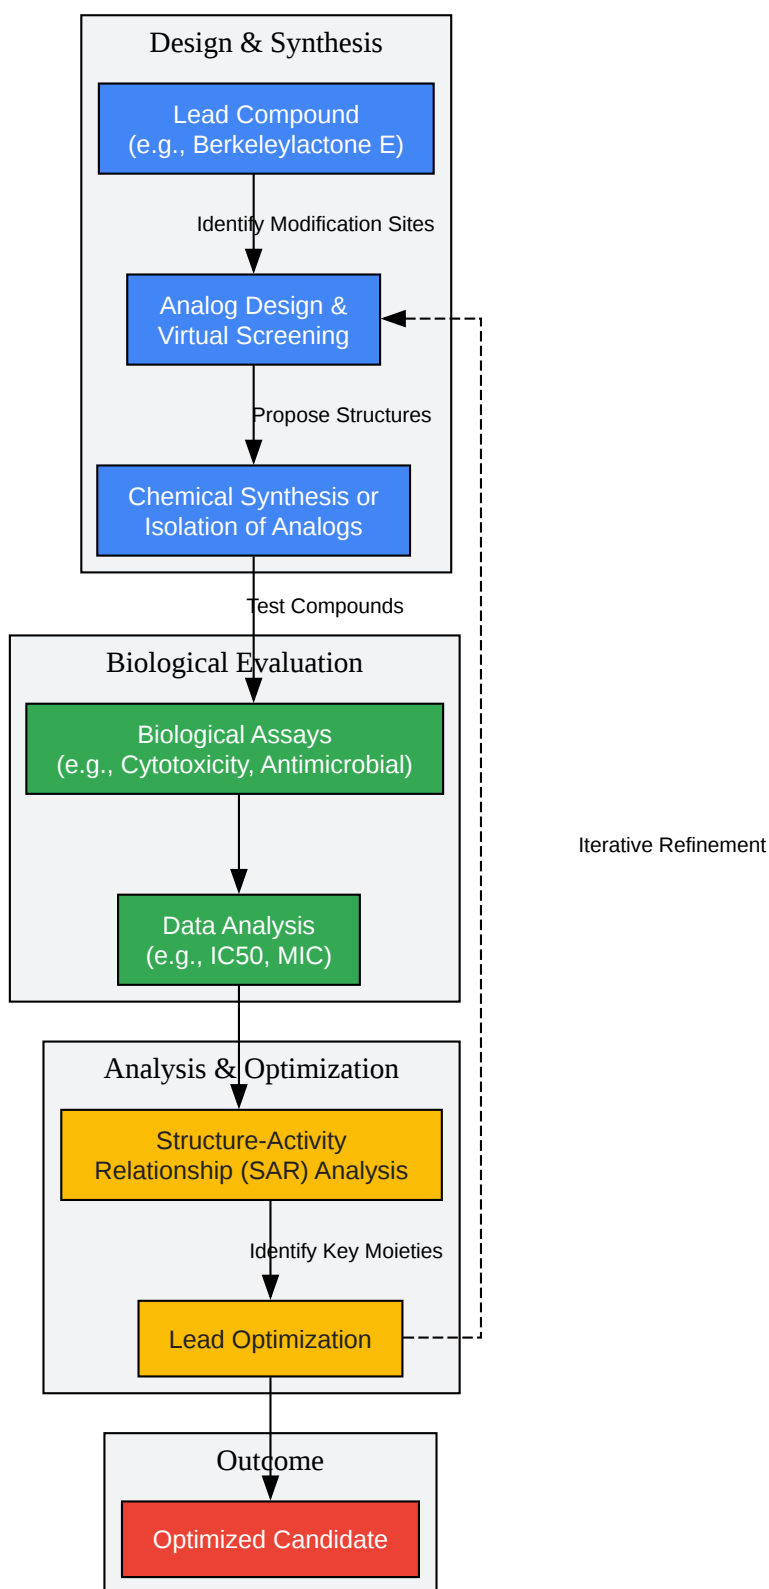 Design & Synthesis
Lead Compound
(e.g., Berkeleylactone E)
Identify Modification Sites
Analog Design &
Virtual Screening
Propose Structures
Chemical Synthesis or
Isolation of Analogs
Test Compounds
Biological Evaluation
Biological Assays
(e.g., Cytotoxicity, Antimicrobial)
Iterative Refinement
Data Analysis
(e.g., IC50, MIC)
Analysis & Optimization
Structure-Activity
Relationship (SAR) Analysis
Identify Key Moieties
Lead Optimization
Outcome
Optimized Candidate